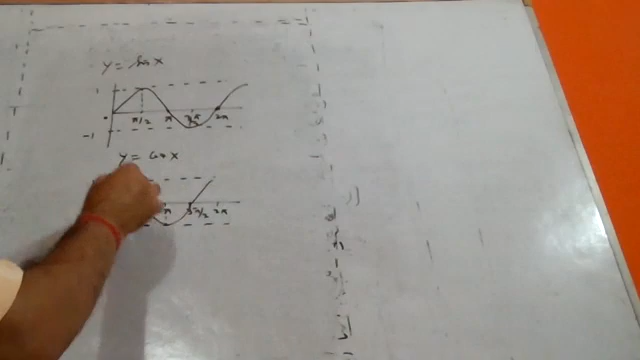 y = sin x
1
π/2 π 3π/2 2π
-1
y = cos x
π 3π/2 2π